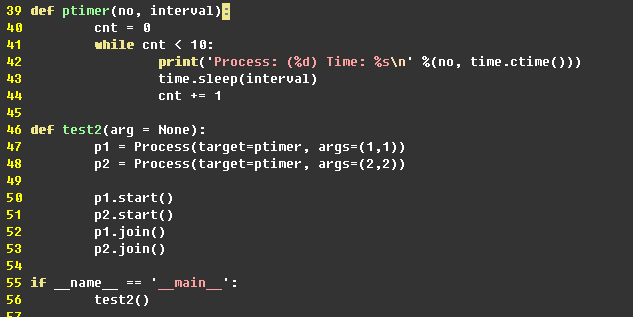 39 def ptimer(no, interval):
40         cnt = 0
41         while cnt < 10:
42                 print('Process: (%d) Time: %s\n' %(no, time.ctime()))
43                 time.sleep(interval)
44                 cnt += 1
45
46 def test2(arg = None):
47         p1 = Process(target=ptimer, args=(1,1))
48         p2 = Process(target=ptimer, args=(2,2))
49
50         p1.start()
51         p2.start()
52         p1.join()
53         p2.join()
54
55 if __name__ == '__main__':
56         test2()
57